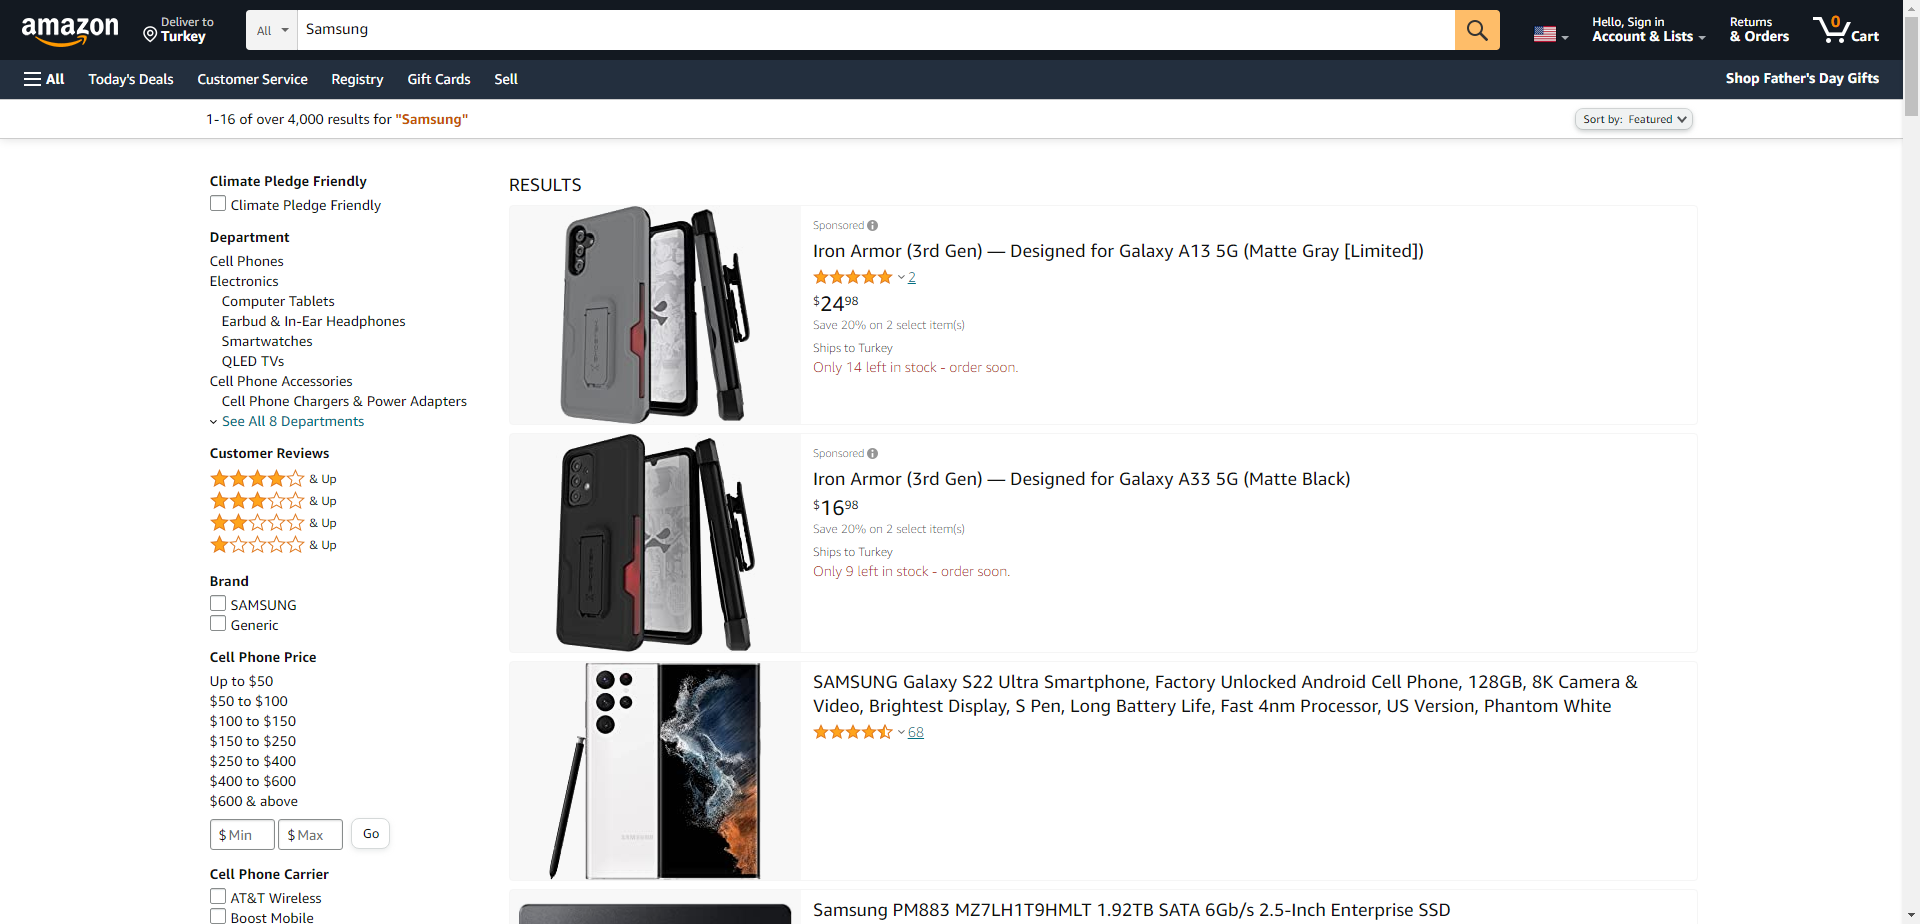 amazon
Deliver to
Turkey
All
Samsung
Hello, Sign in
Account & Lists
Returns
& Orders
0
Cart
All
Today's Deals
Customer Service
Registry
Gift Cards
Sell
Shop Father's Day Gifts
1-16 of over 4,000 results for "Samsung"
Sort by: Featured
Climate Pledge Friendly
Climate Pledge Friendly
Department
Cell Phones
Electronics
Computer Tablets
Earbud & In-Ear Headphones
Smartwatches
QLED TVs
Cell Phone Accessories
Cell Phone Chargers & Power Adapters
See All 8 Departments
Customer Reviews
& Up
& Up
& Up
& Up
Brand
SAMSUNG
Generic
Cell Phone Price
Up to $50
$50 to $100
$100 to $150
$150 to $250
$250 to $400
$400 to $600
$600 & above
$ Min
$ Max
Go
Cell Phone Carrier
AT&T Wireless
Boost Mobile
RESULTS
Sponsored
Iron Armor (3rd Gen) — Designed for Galaxy A13 5G (Matte Gray [Limited])
2
$2498
Save 20% on 2 select item(s)
Ships to Turkey
Only 14 left in stock - order soon.
Sponsored
Iron Armor (3rd Gen) — Designed for Galaxy A33 5G (Matte Black)
$1698
Save 20% on 2 select item(s)
Ships to Turkey
Only 9 left in stock - order soon.
SAMSUNG
SAMSUNG Galaxy S22 Ultra Smartphone, Factory Unlocked Android Cell Phone, 128GB, 8K Camera &
Video, Brightest Display, S Pen, Long Battery Life, Fast 4nm Processor, US Version, Phantom White
68
Samsung PM883 MZ7LH1T9HMLT 1.92TB SATA 6Gb/s 2.5-Inch Enterprise SSD